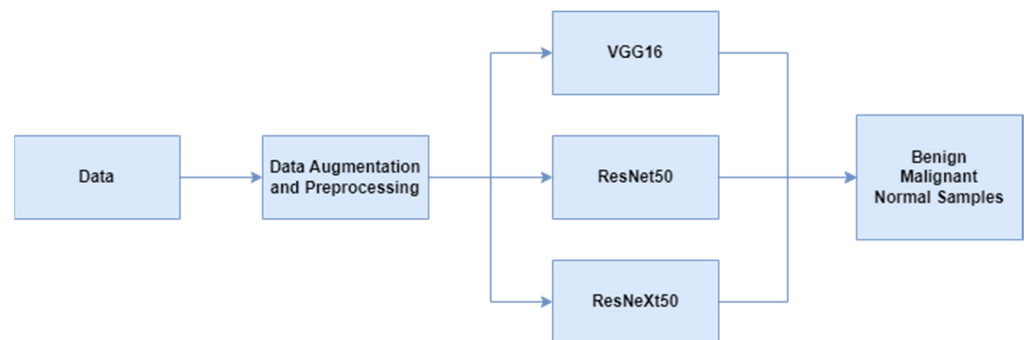 Data
Data Augmentation
and Preprocessing
VGG16
ResNet50
ResNeXt50
Benign
Malignant
Normal Samples